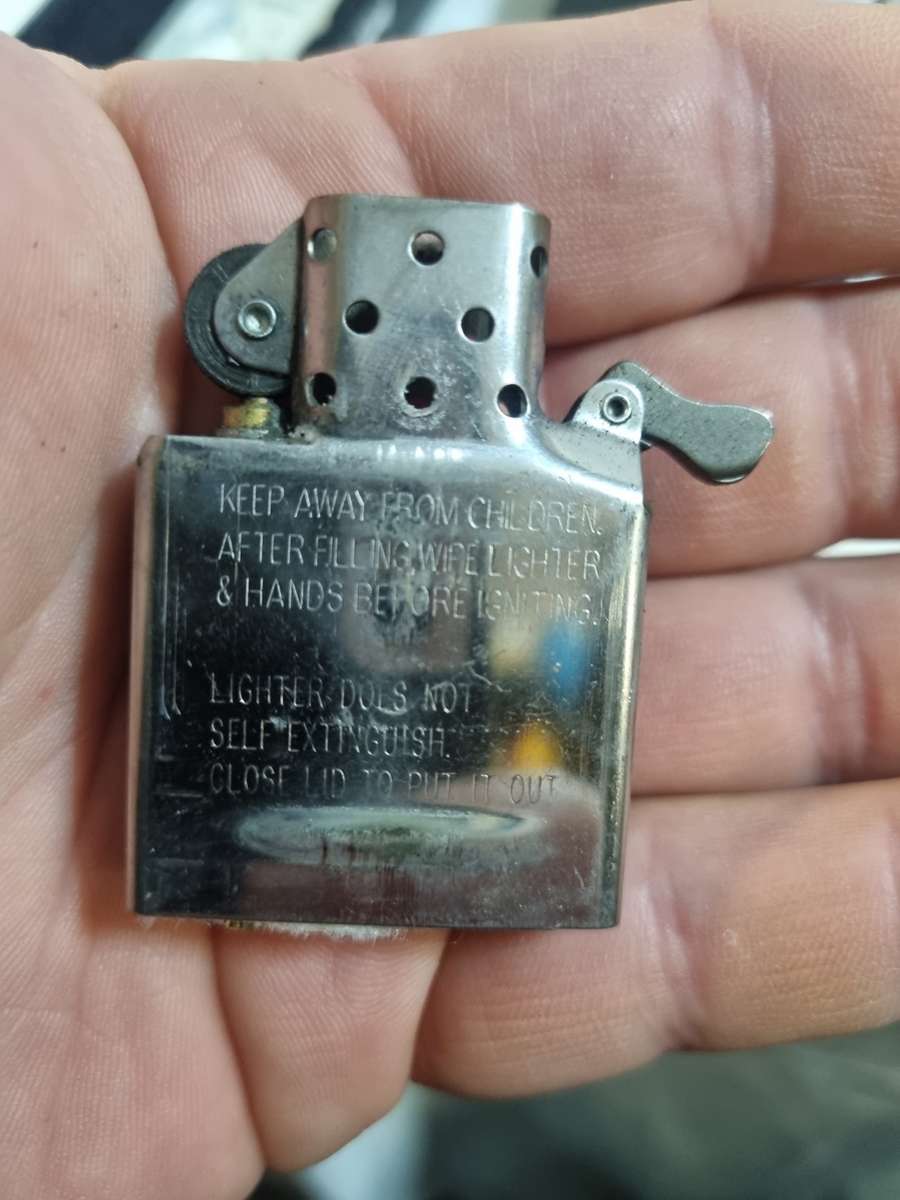 KEEP AWAY FROM CHILDREN.
AFTER FILLING WIPE LIGHTER
& HANDS BEFORE IGNITING.
LIGHTER DOES NOT
SELF EXTINGUISH.
CLOSE LID TO PUT IT OUT